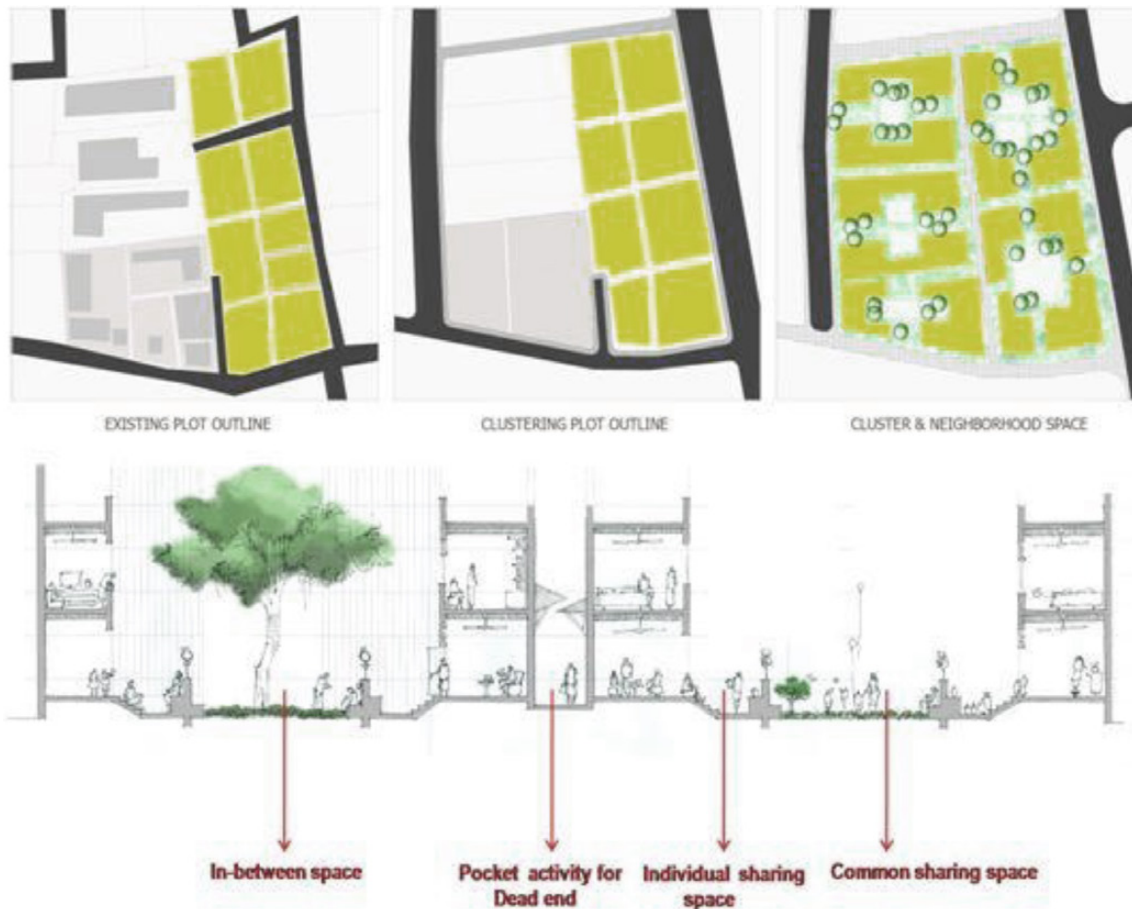 EXISTING PLOT OUTLINE
CLUSTERING PLOT OUTLINE
CLUSTER & NEIGHBORHOOD SPACE
In-between space
Pocket activity for
Dead end
Individual sharing
space
Common sharing space